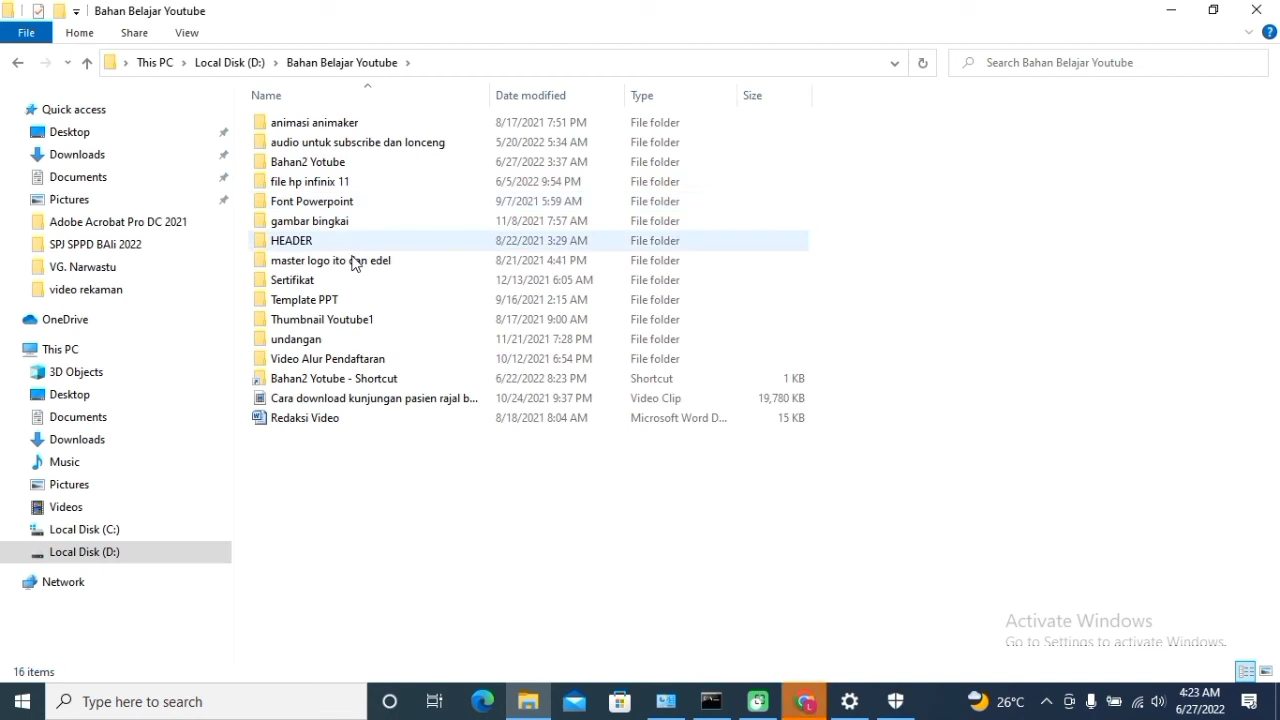 Bahan Belajar Youtube
File Home Share View
This PC Local Disk (D:) Bahan Belajar Youtube
Search Bahan Belajar Youtube
Name Date modified Type Size
Quick access
Desktop
Downloads
Documents
Pictures
Adobe Acrobat Pro DC 2021
SPJ SPPD BAli 2022
VG. Narwastu
video rekaman
OneDrive
This PC
3D Objects
Desktop
Documents
Downloads
Music
Pictures
Videos
Local Disk (C:)
Local Disk (D:)
Network
animasi animaker 8/17/2021 7:51 PM File folder
audio untuk subscribe dan lonceng 5/20/2022 5:34 AM File folder
Bahan2 Yotube 6/27/2022 3:37 AM File folder
file hp infinix 11 6/5/2022 9:54 PM File folder
Font Powerpoint 9/7/2021 5:59 AM File folder
gambar bingkai 11/8/2021 7:57 AM File folder
HEADER 8/22/2021 3:29 AM File folder
master logo ito dan edel 8/21/2021 4:41 PM File folder
Sertifikat 12/13/2021 6:05 AM File folder
Template PPT 9/16/2021 2:15 AM File folder
Thumbnail Youtube1 8/17/2021 9:00 AM File folder
undangan 11/21/2021 7:28 PM File folder
Video Alur Pendaftaran 10/12/2021 6:54 PM File folder
Bahan2 Yotube - Shortcut 6/22/2022 8:23 PM Shortcut 1 KB
Cara download kunjungan pasien rajal b... 10/24/2021 9:37 PM Video Clip 19,780 KB
Redaksi Video 8/18/2021 8:04 AM Microsoft Word D... 15 KB
Activate Windows
Go to Settings to activate Windows.
16 items
Type here to search
26°C
4:23 AM
6/27/2022